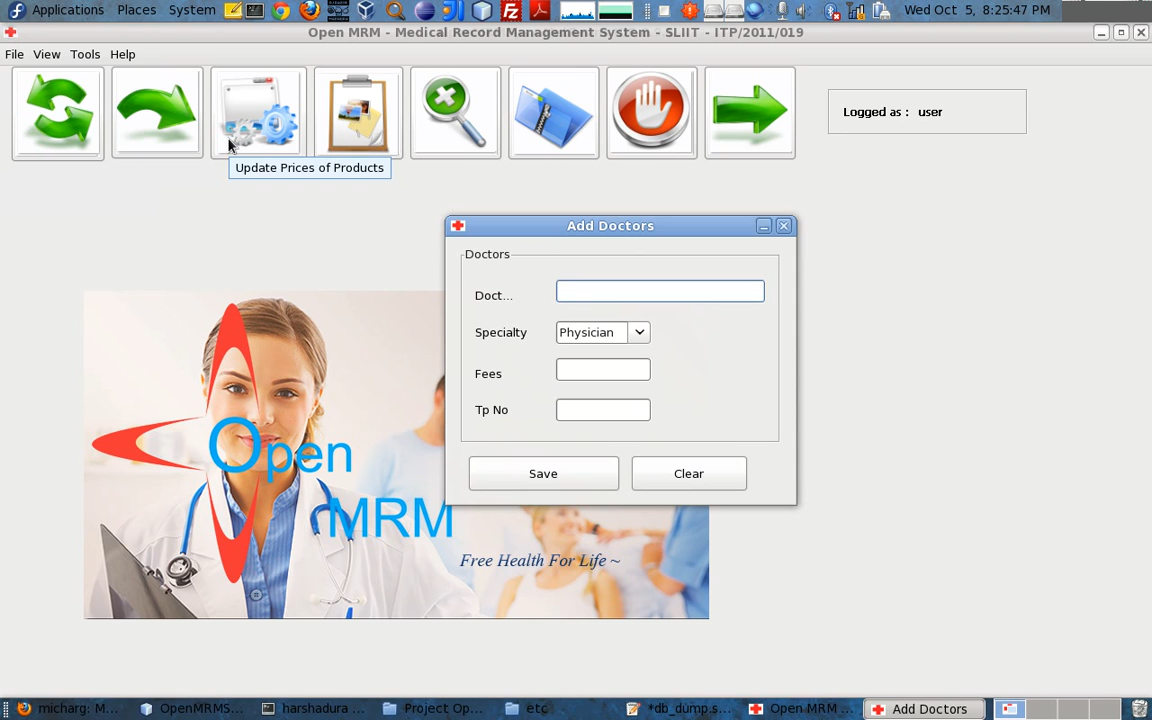 Applications Places System Wed Oct 5, 8:25:47 PM
Open MRM - Medical Record Management System - SLIIT - ITP/2011/019
File View Tools Help
Logged as : user
Update Prices of Products
Add Doctors
Doctors
Doct...
Specialty Physician
Fees
Tp No
Save Clear
Open
MRM
Free Health For Life ~
micharg: M... OpenMRMS... harshadura ... Project Op... etc *db_dump.s... Open MRM ... Add Doctors